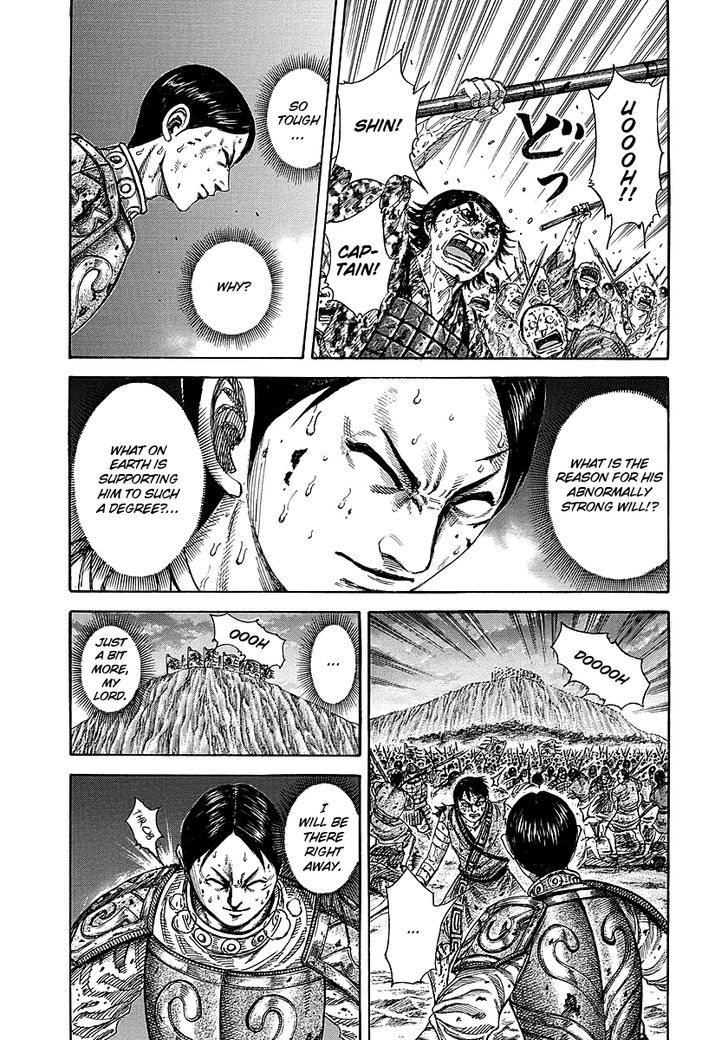 UOOOH!!
SHIN!
どっ
CAP-
TAIN!
SO
TOUGH
...
WHY?
WHAT IS THE
REASON FOR HIS
ABNORMALLY
STRONG WILL!?
WHAT ON
EARTH IS
SUPPORTING
HIM TO SUCH
A DEGREE?...
DOOOOH
...
...
OOOH
JUST
A BIT
MORE,
MY
LORD.
I
WILL BE
THERE
RIGHT
AWAY.
THROB